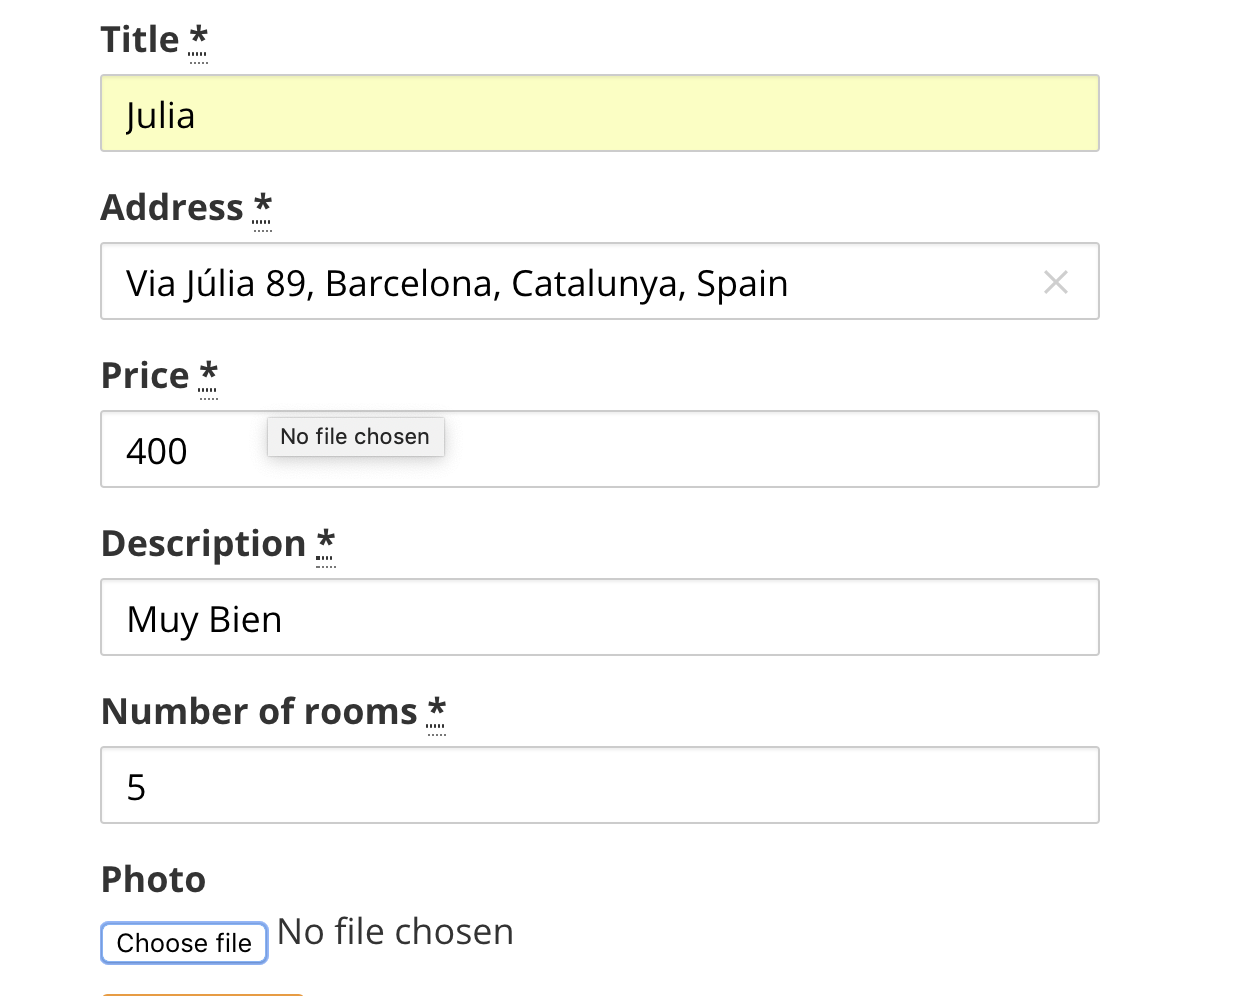 Title *
Julia
Address *
Via Júlia 89, Barcelona, Catalunya, Spain
Price *
400
No file chosen
Description *
Muy Bien
Number of rooms *
5
Photo
Choose file No file chosen